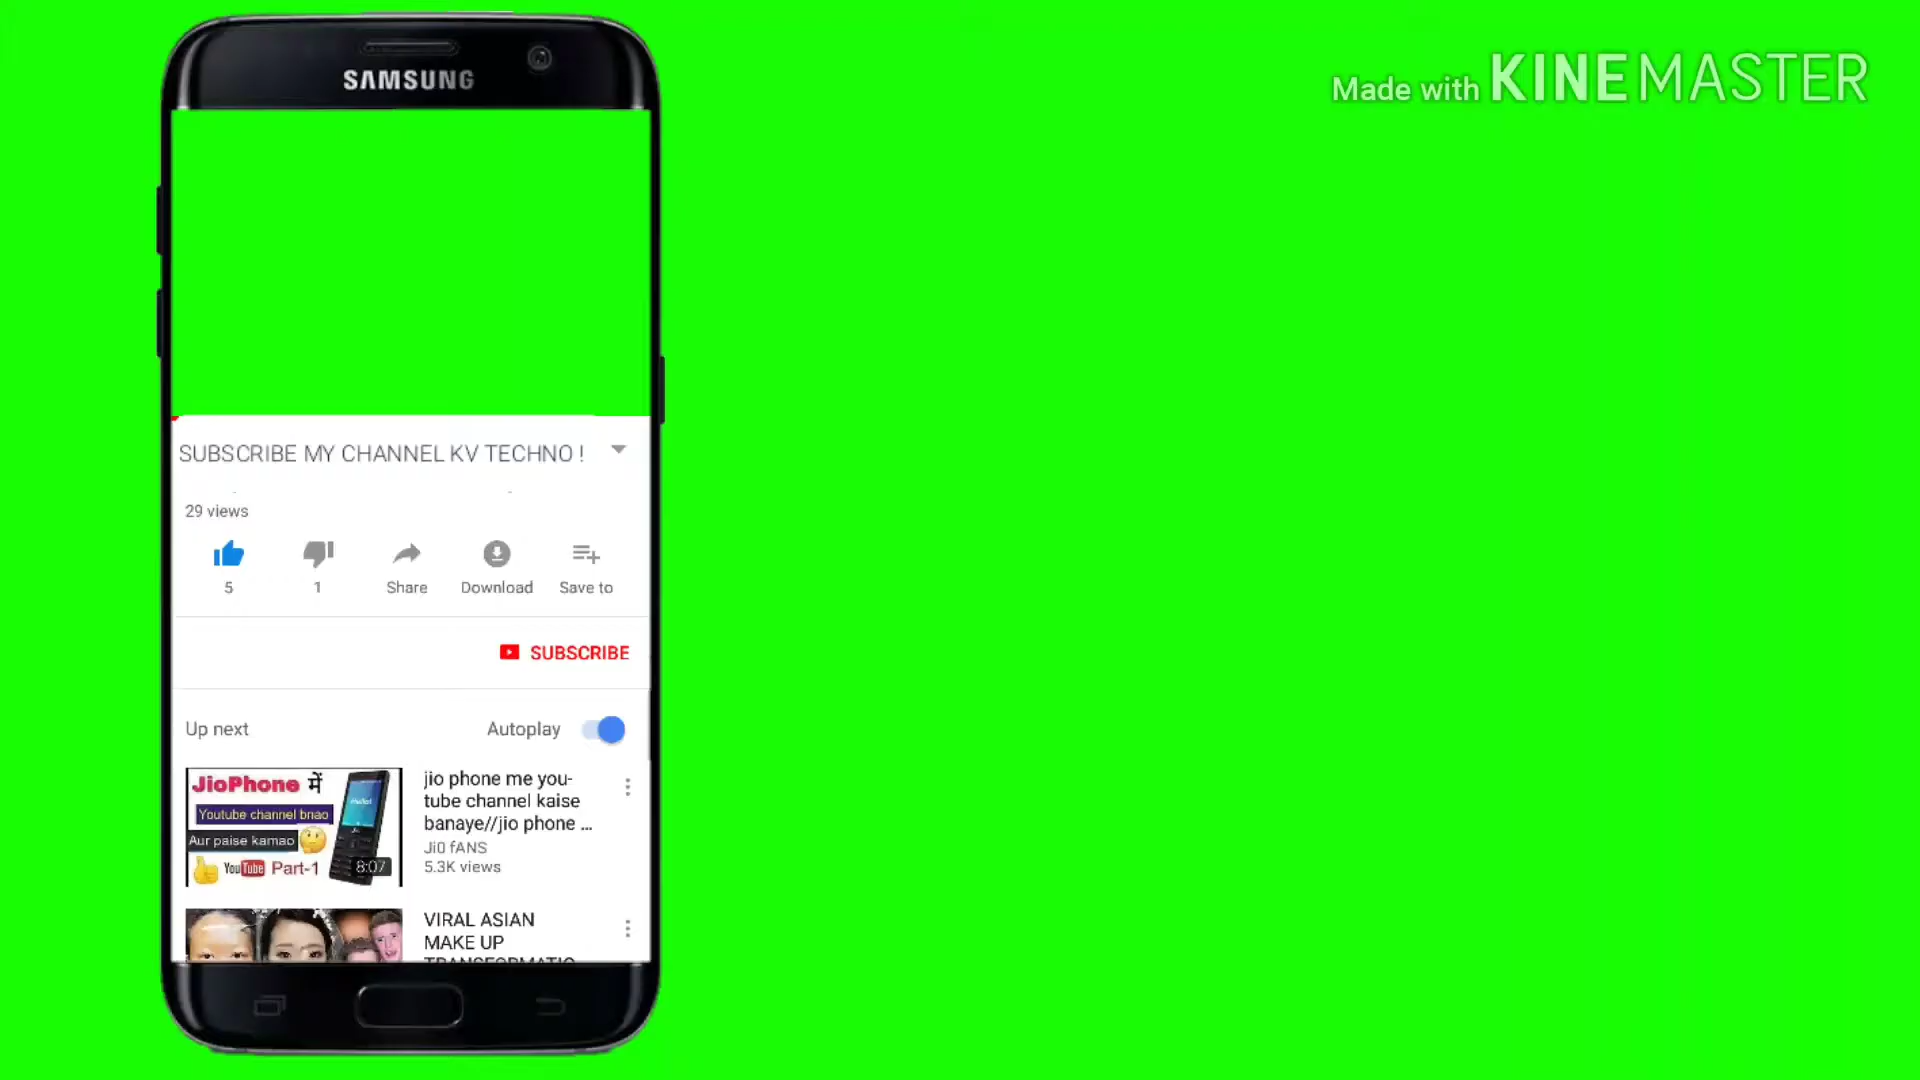 SAMSUNG
Made with KINEMASTER
SUBSCRIBE MY CHANNEL KV TECHNO !
29 views
5
1
Share
Download
Save to
SUBSCRIBE
Up next
Autoplay
JioPhone में
Youtube channel bnao
Aur paise kamao
YouTube Part-1
8:07
jio phone me you-
tube channel kaise
banaye//jio phone ...
Ji0 fANS
5.3K views
VIRAL ASIAN
MAKE UP
TRANSFORMATIO